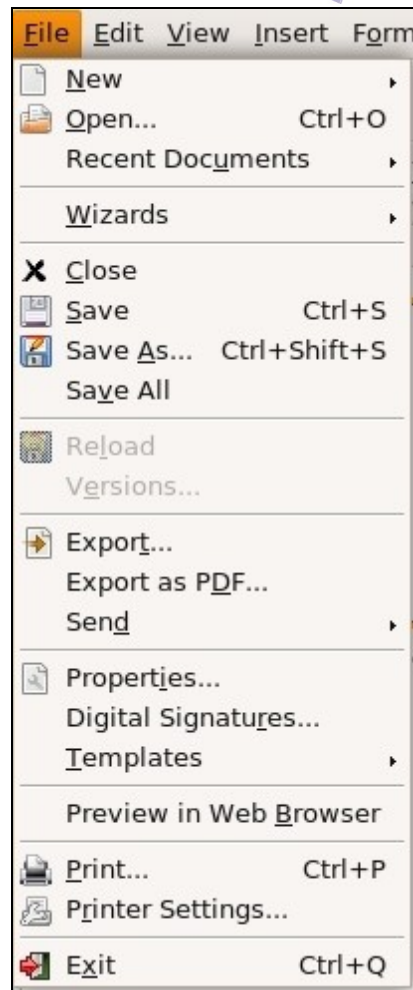 File Edit View Insert Form
New
Open... Ctrl+O
Recent Documents
Wizards
Close
Save Ctrl+S
Save As... Ctrl+Shift+S
Save All
Reload
Versions...
Export...
Export as PDF...
Send
Properties...
Digital Signatures...
Templates
Preview in Web Browser
Print... Ctrl+P
Printer Settings...
Exit Ctrl+Q